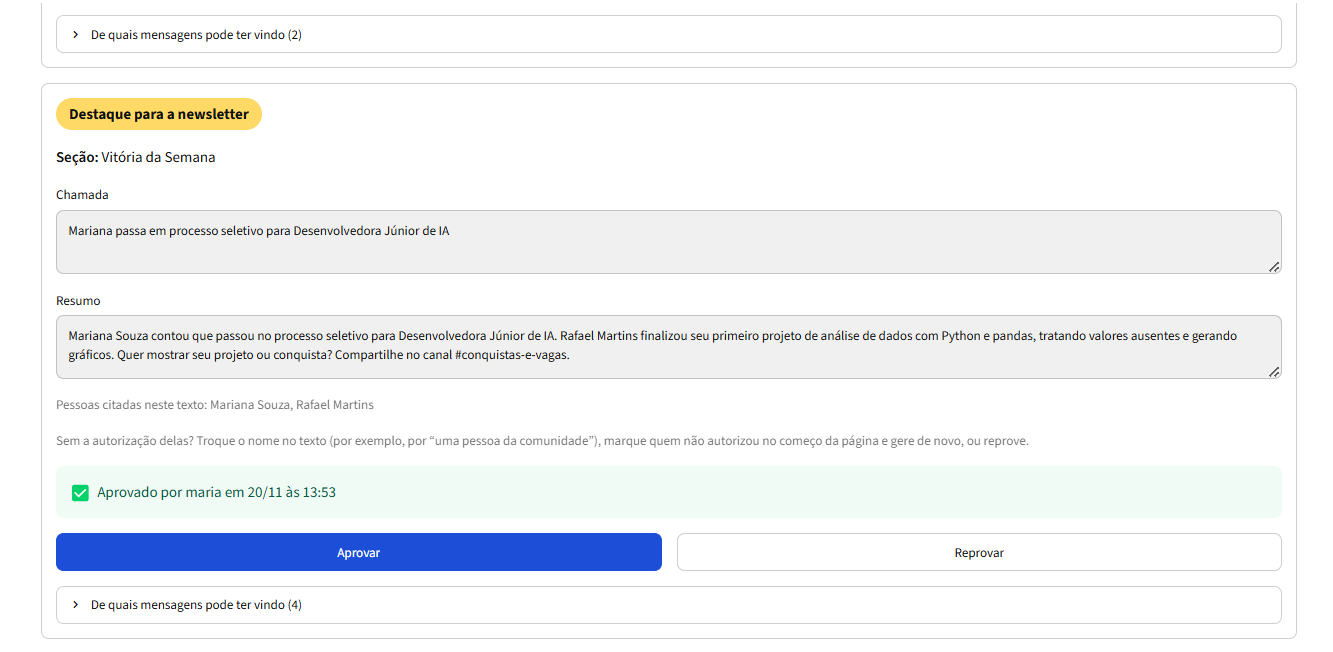 De quais mensagens pode ter vindo (2)
Destaque para a newsletter
Seção: Vitória da Semana
Chamada
Mariana passa em processo seletivo para Desenvolvedora Júnior de IA
Resumo
Mariana Souza contou que passou no processo seletivo para Desenvolvedora Júnior de IA. Rafael Martins finalizou seu primeiro projeto de análise de dados com Python e pandas, tratando valores ausentes e gerando
gráficos. Quer mostrar seu projeto ou conquista? Compartilhe no canal #conquistas-e-vagas.
Pessoas citadas neste texto: Mariana Souza, Rafael Martins
Sem a autorização delas? Troque o nome no texto (por exemplo, por “uma pessoa da comunidade”), marque quem não autorizou no começo da página e gere de novo, ou reprove.
Aprovado por maria em 20/11 às 13:53
Aprovar
Reprovar
De quais mensagens pode ter vindo (4)